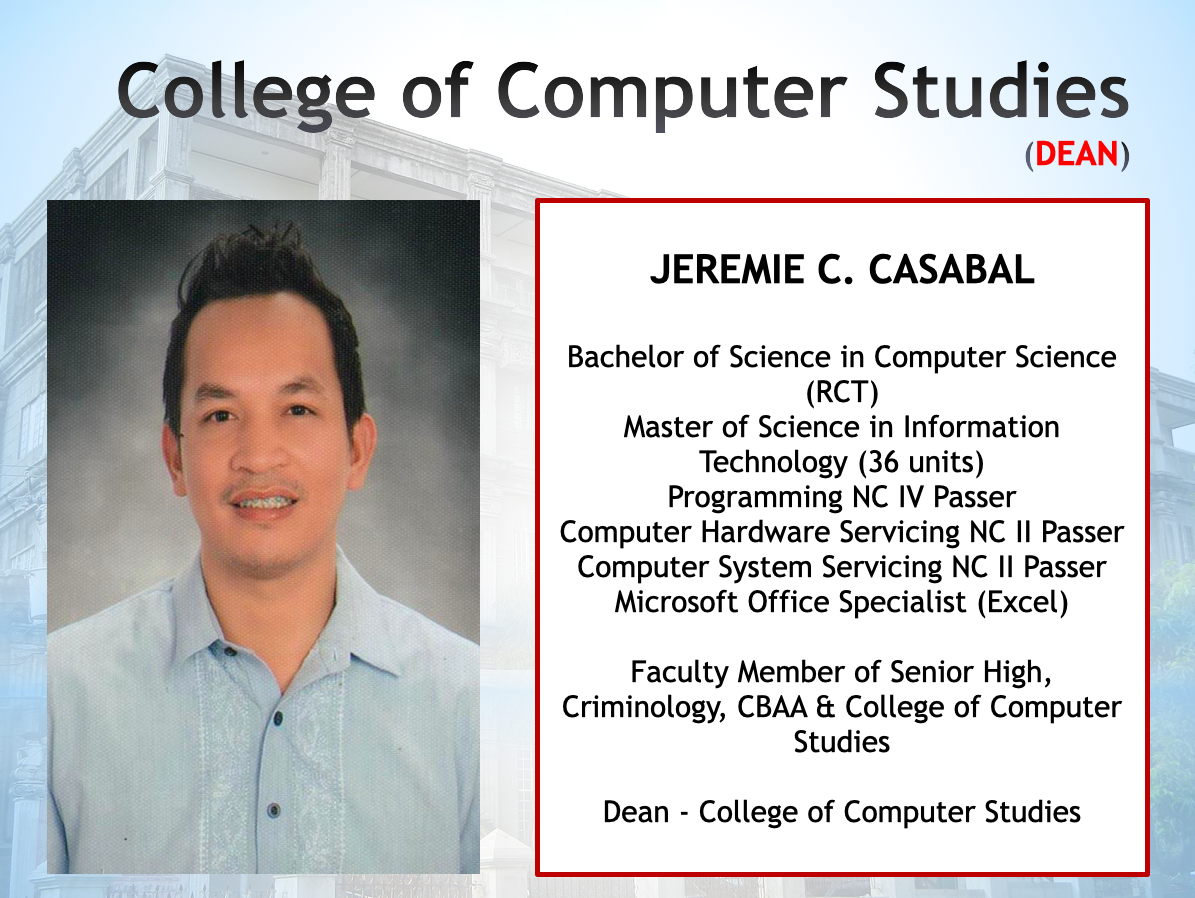 College of Computer Studies
(DEAN)
JEREMIE C. CASABAL
Bachelor of Science in Computer Science
(RCT)
Master of Science in Information
Technology (36 units)
Programming NC IV Passer
Computer Hardware Servicing NC II Passer
Computer System Servicing NC II Passer
Microsoft Office Specialist (Excel)
Faculty Member of Senior High,
Criminology, CBAA & College of Computer
Studies
Dean - College of Computer Studies